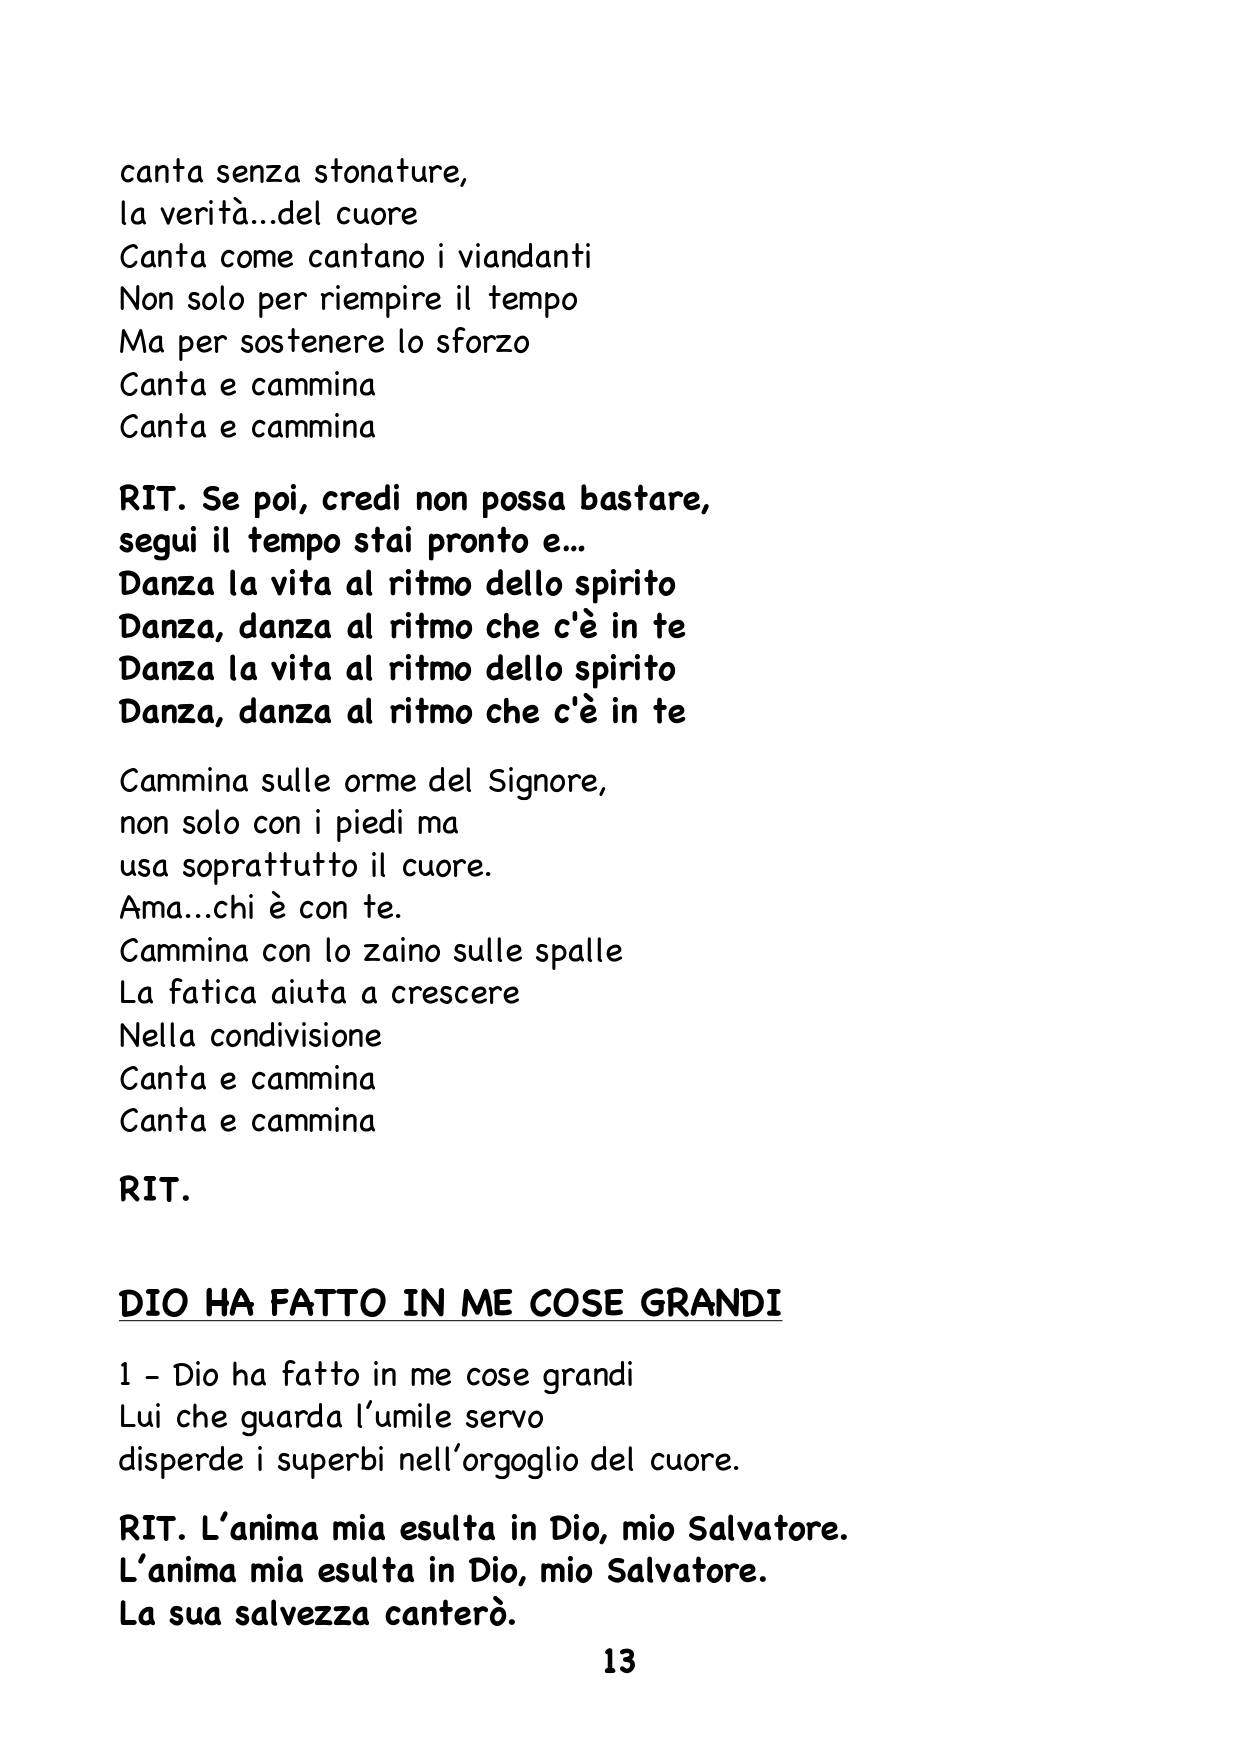 canta senza stonature,
la verità...del cuore
Canta come cantano i viandanti
Non solo per riempire il tempo
Ma per sostenere lo sforzo
Canta e cammina
Canta e cammina
RIT. Se poi, credi non possa bastare,
segui il tempo stai pronto e...
Danza la vita al ritmo dello spirito
Danza, danza al ritmo che c'è in te
Danza la vita al ritmo dello spirito
Danza, danza al ritmo che c'è in te
Cammina sulle orme del Signore,
non solo con i piedi ma
usa soprattutto il cuore.
Ama...chi è con te.
Cammina con lo zaino sulle spalle
La fatica aiuta a crescere
Nella condivisione
Canta e cammina
Canta e cammina
RIT.
DIO HA FATTO IN ME COSE GRANDI
1 – Dio ha fatto in me cose grandi
Lui che guarda l’umile servo
disperde i superbi nell’orgoglio del cuore.
RIT. L’anima mia esulta in Dio, mio Salvatore.
L’anima mia esulta in Dio, mio Salvatore.
La sua salvezza canterò.
13